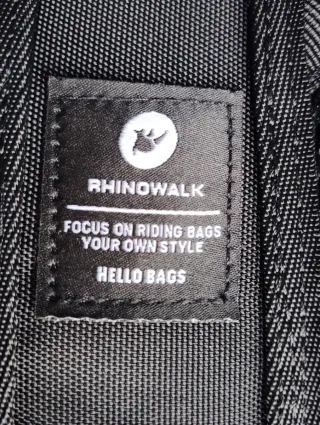 RHINOWALK
FOCUS ON RIDING BAGS
YOUR OWN STYLE
HELLO BAGS